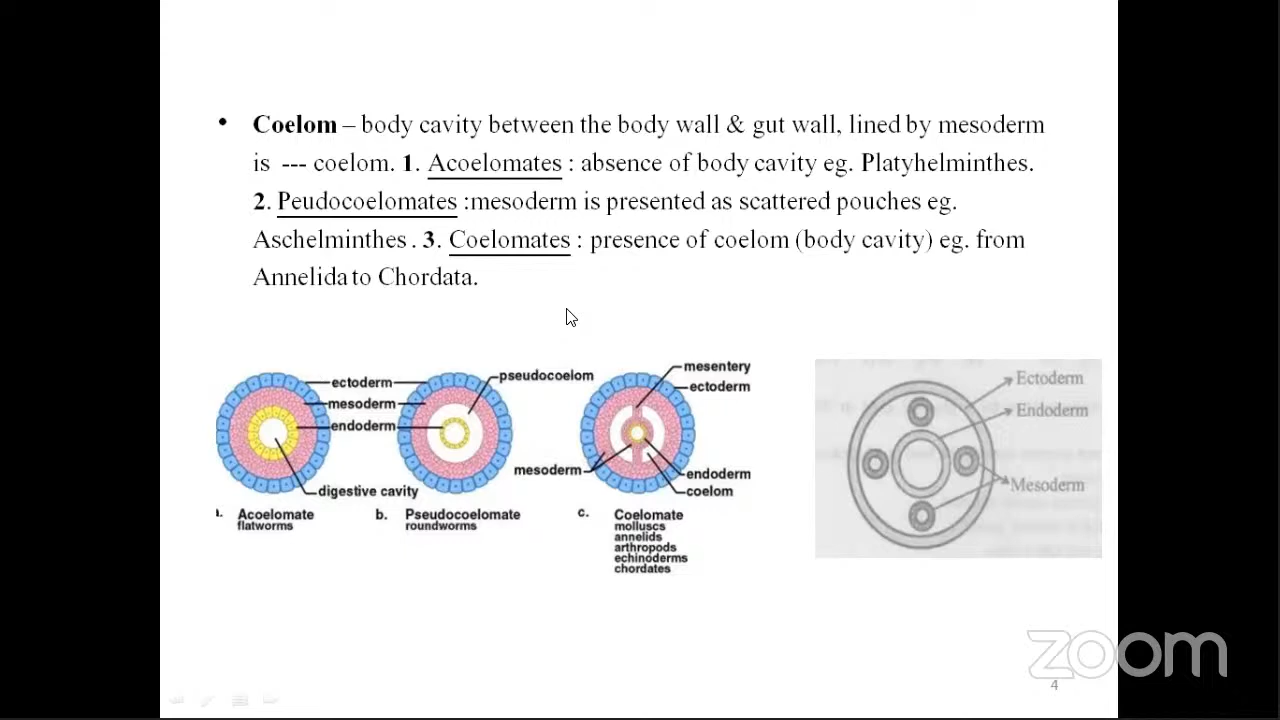 • Coelom – body cavity between the body wall & gut wall, lined by mesoderm
is --- coelom. 1. Acoelomates : absence of body cavity eg. Platyhelminthes.
2. Peudocoelomates :mesoderm is presented as scattered pouches eg.
Aschelminthes . 3. Coelomates : presence of coelom (body cavity) eg. from
Annelida to Chordata.
ectoderm
mesoderm
endoderm
digestive cavity
a. Acoelomate
flatworms
pseudocoelom
b. Pseudocoelomate
roundworms
mesentery
ectoderm
mesoderm
endoderm
coelom
c. Coelomate
molluscs
annelids
arthropods
echinoderms
chordates
Ectoderm
Endoderm
Mesoderm
zoom
4